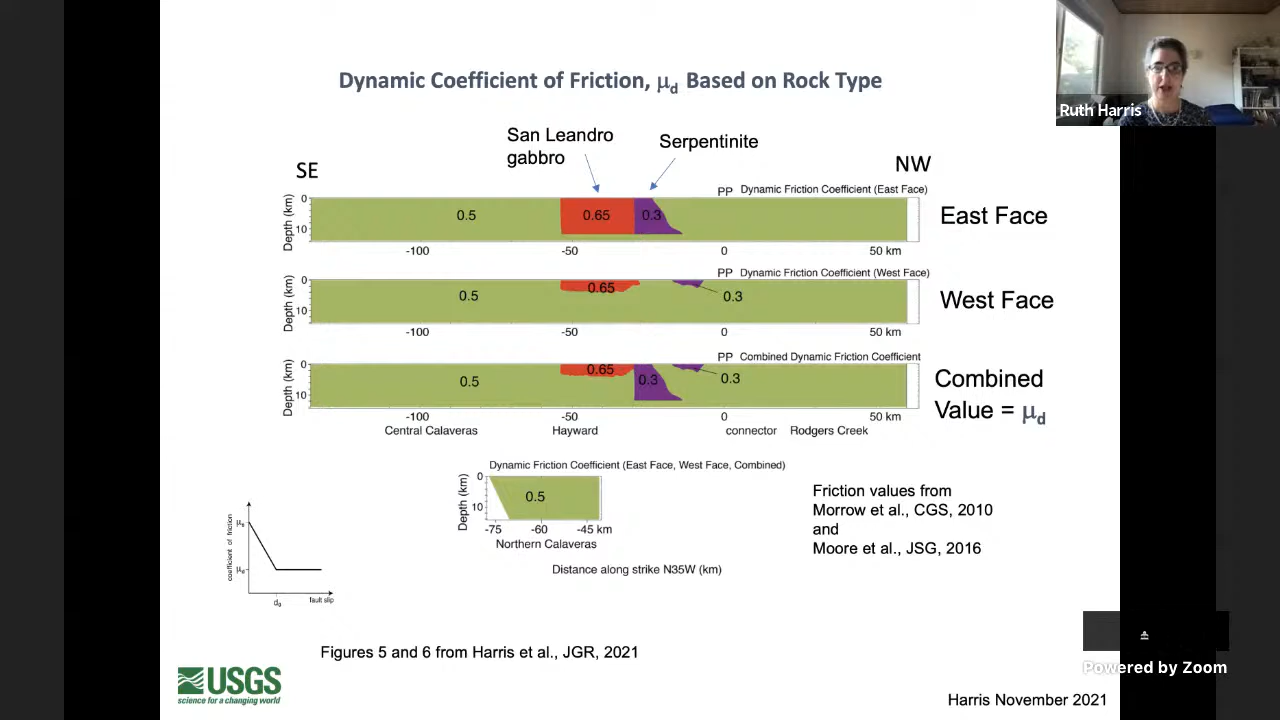 Dynamic Coefficient of Friction, μd Based on Rock Type
Ruth Harris
San Leandro
gabbro
Serpentinite
SE
NW
PP Dynamic Friction Coefficient (East Face)
Depth (km)
0
10
0.5
0.65
0.3
East Face
-100
-50
0
50 km
PP Dynamic Friction Coefficient (West Face)
Depth (km)
0
10
0.5
0.65
0.3
West Face
-100
-50
0
50 km
PP Combined Dynamic Friction Coefficient
Depth (km)
0
10
0.5
0.65
0.3
0.3
Combined
Value = μd
-100
-50
0
50 km
Central Calaveras
Hayward
connector
Rodgers Creek
Dynamic Friction Coefficient (East Face, West Face, Combined)
Depth (km)
0
10
0.5
-75
-60
-45 km
Northern Calaveras
Distance along strike N35W (km)
Friction values from
Morrow et al., CGS, 2010
and
Moore et al., JSG, 2016
coefficient of friction
μs
μd
d0
fault slip
Figures 5 and 6 from Harris et al., JGR, 2021
USGS
science for a changing world
Powered by Zoom
Harris November 2021